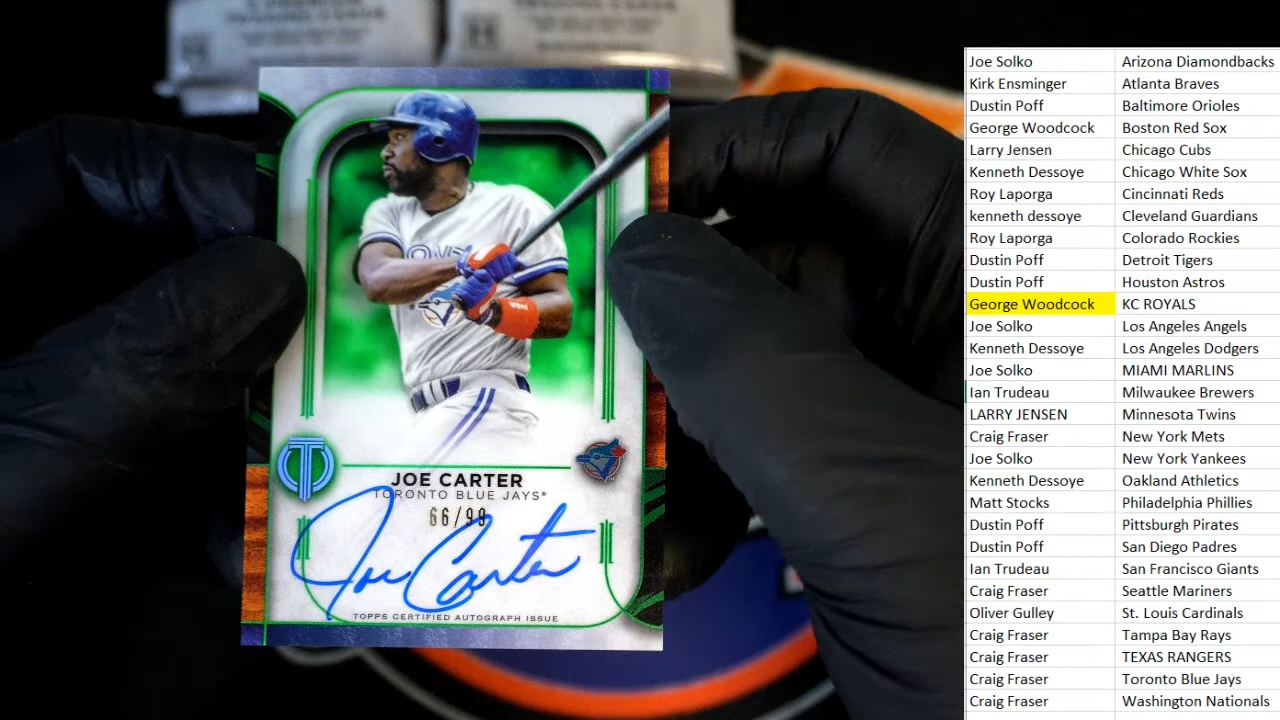 JOE CARTER
TORONTO BLUE JAYS®
66/99
Joe Carter
TOPPS CERTIFIED AUTOGRAPH ISSUE
Joe Solko Arizona Diamondbacks
Kirk Ensminger Atlanta Braves
Dustin Poff Baltimore Orioles
George Woodcock Boston Red Sox
Larry Jensen Chicago Cubs
Kenneth Dessoye Chicago White Sox
Roy Laporga Cincinnati Reds
kenneth dessoye Cleveland Guardians
Roy Laporga Colorado Rockies
Dustin Poff Detroit Tigers
Dustin Poff Houston Astros
George Woodcock KC ROYALS
Joe Solko Los Angeles Angels
Kenneth Dessoye Los Angeles Dodgers
Joe Solko MIAMI MARLINS
Ian Trudeau Milwaukee Brewers
LARRY JENSEN Minnesota Twins
Craig Fraser New York Mets
Joe Solko New York Yankees
Kenneth Dessoye Oakland Athletics
Matt Stocks Philadelphia Phillies
Dustin Poff Pittsburgh Pirates
Dustin Poff San Diego Padres
Ian Trudeau San Francisco Giants
Craig Fraser Seattle Mariners
Oliver Gulley St. Louis Cardinals
Craig Fraser Tampa Bay Rays
Craig Fraser TEXAS RANGERS
Craig Fraser Toronto Blue Jays
Craig Fraser Washington Nationals